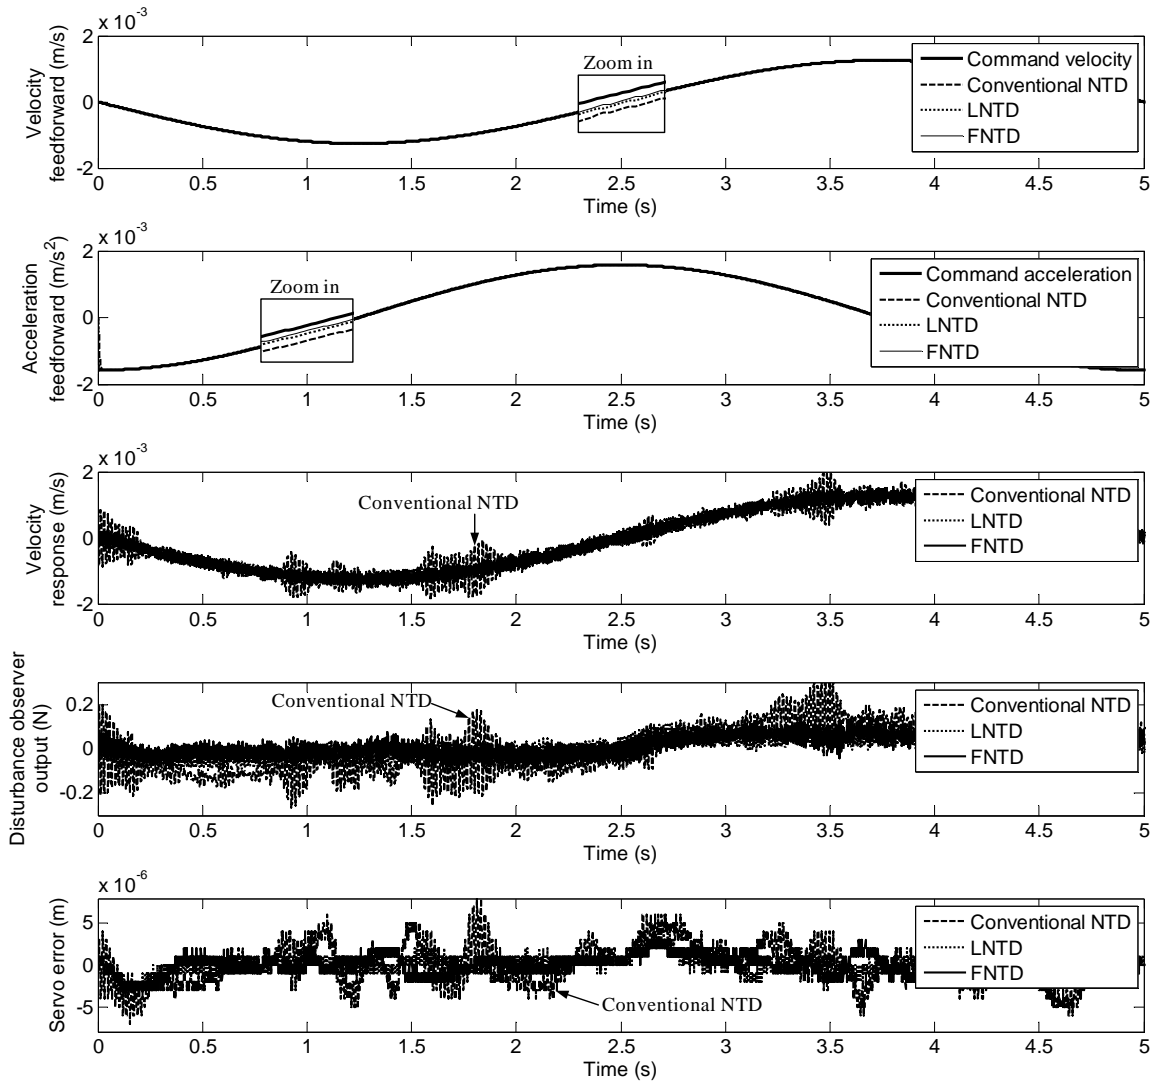 x 10-3
2
0
-2
Velocity
feedforward (m/s)
Zoom in
Command velocity
Conventional NTD
LNTD
FNTD
0 0.5 1 1.5 2 2.5 3 3.5 4 4.5 5
Time (s)
x 10-3
2
0
-2
Acceleration
feedforward (m/s2)
Zoom in
Command acceleration
Conventional NTD
LNTD
FNTD
0 0.5 1 1.5 2 2.5 3 3.5 4 4.5 5
Time (s)
x 10-3
2
0
-2
Velocity
response (m/s)
Conventional NTD
Conventional NTD
LNTD
FNTD
0 0.5 1 1.5 2 2.5 3 3.5 4 4.5 5
Time (s)
0.2
0
-0.2
Disturbance observer
output (N)
Conventional NTD
Conventional NTD
LNTD
FNTD
0 0.5 1 1.5 2 2.5 3 3.5 4 4.5 5
Time (s)
x 10-6
5
0
-5
Servo error (m)
Conventional NTD
LNTD
FNTD
Conventional NTD
0 0.5 1 1.5 2 2.5 3 3.5 4 4.5 5
Time (s)